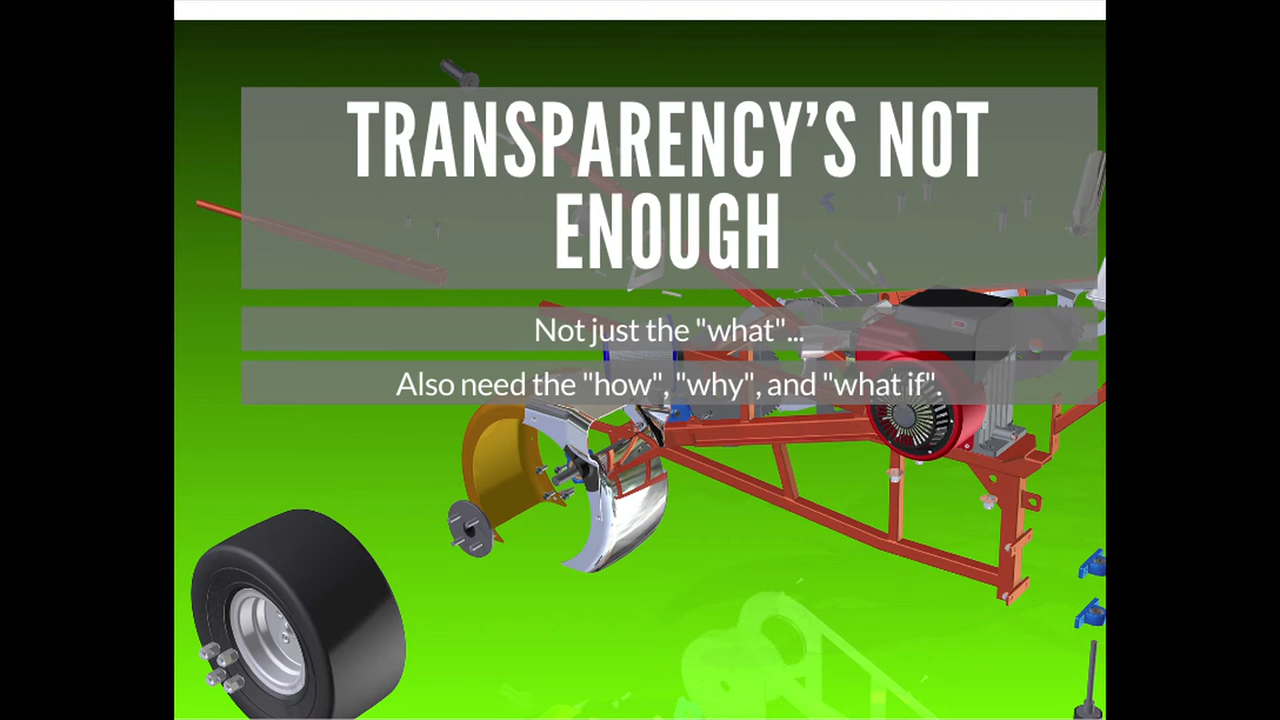 TRANSPARENCY’S NOT
ENOUGH
Not just the "what"...
Also need the "how", "why", and "what if".